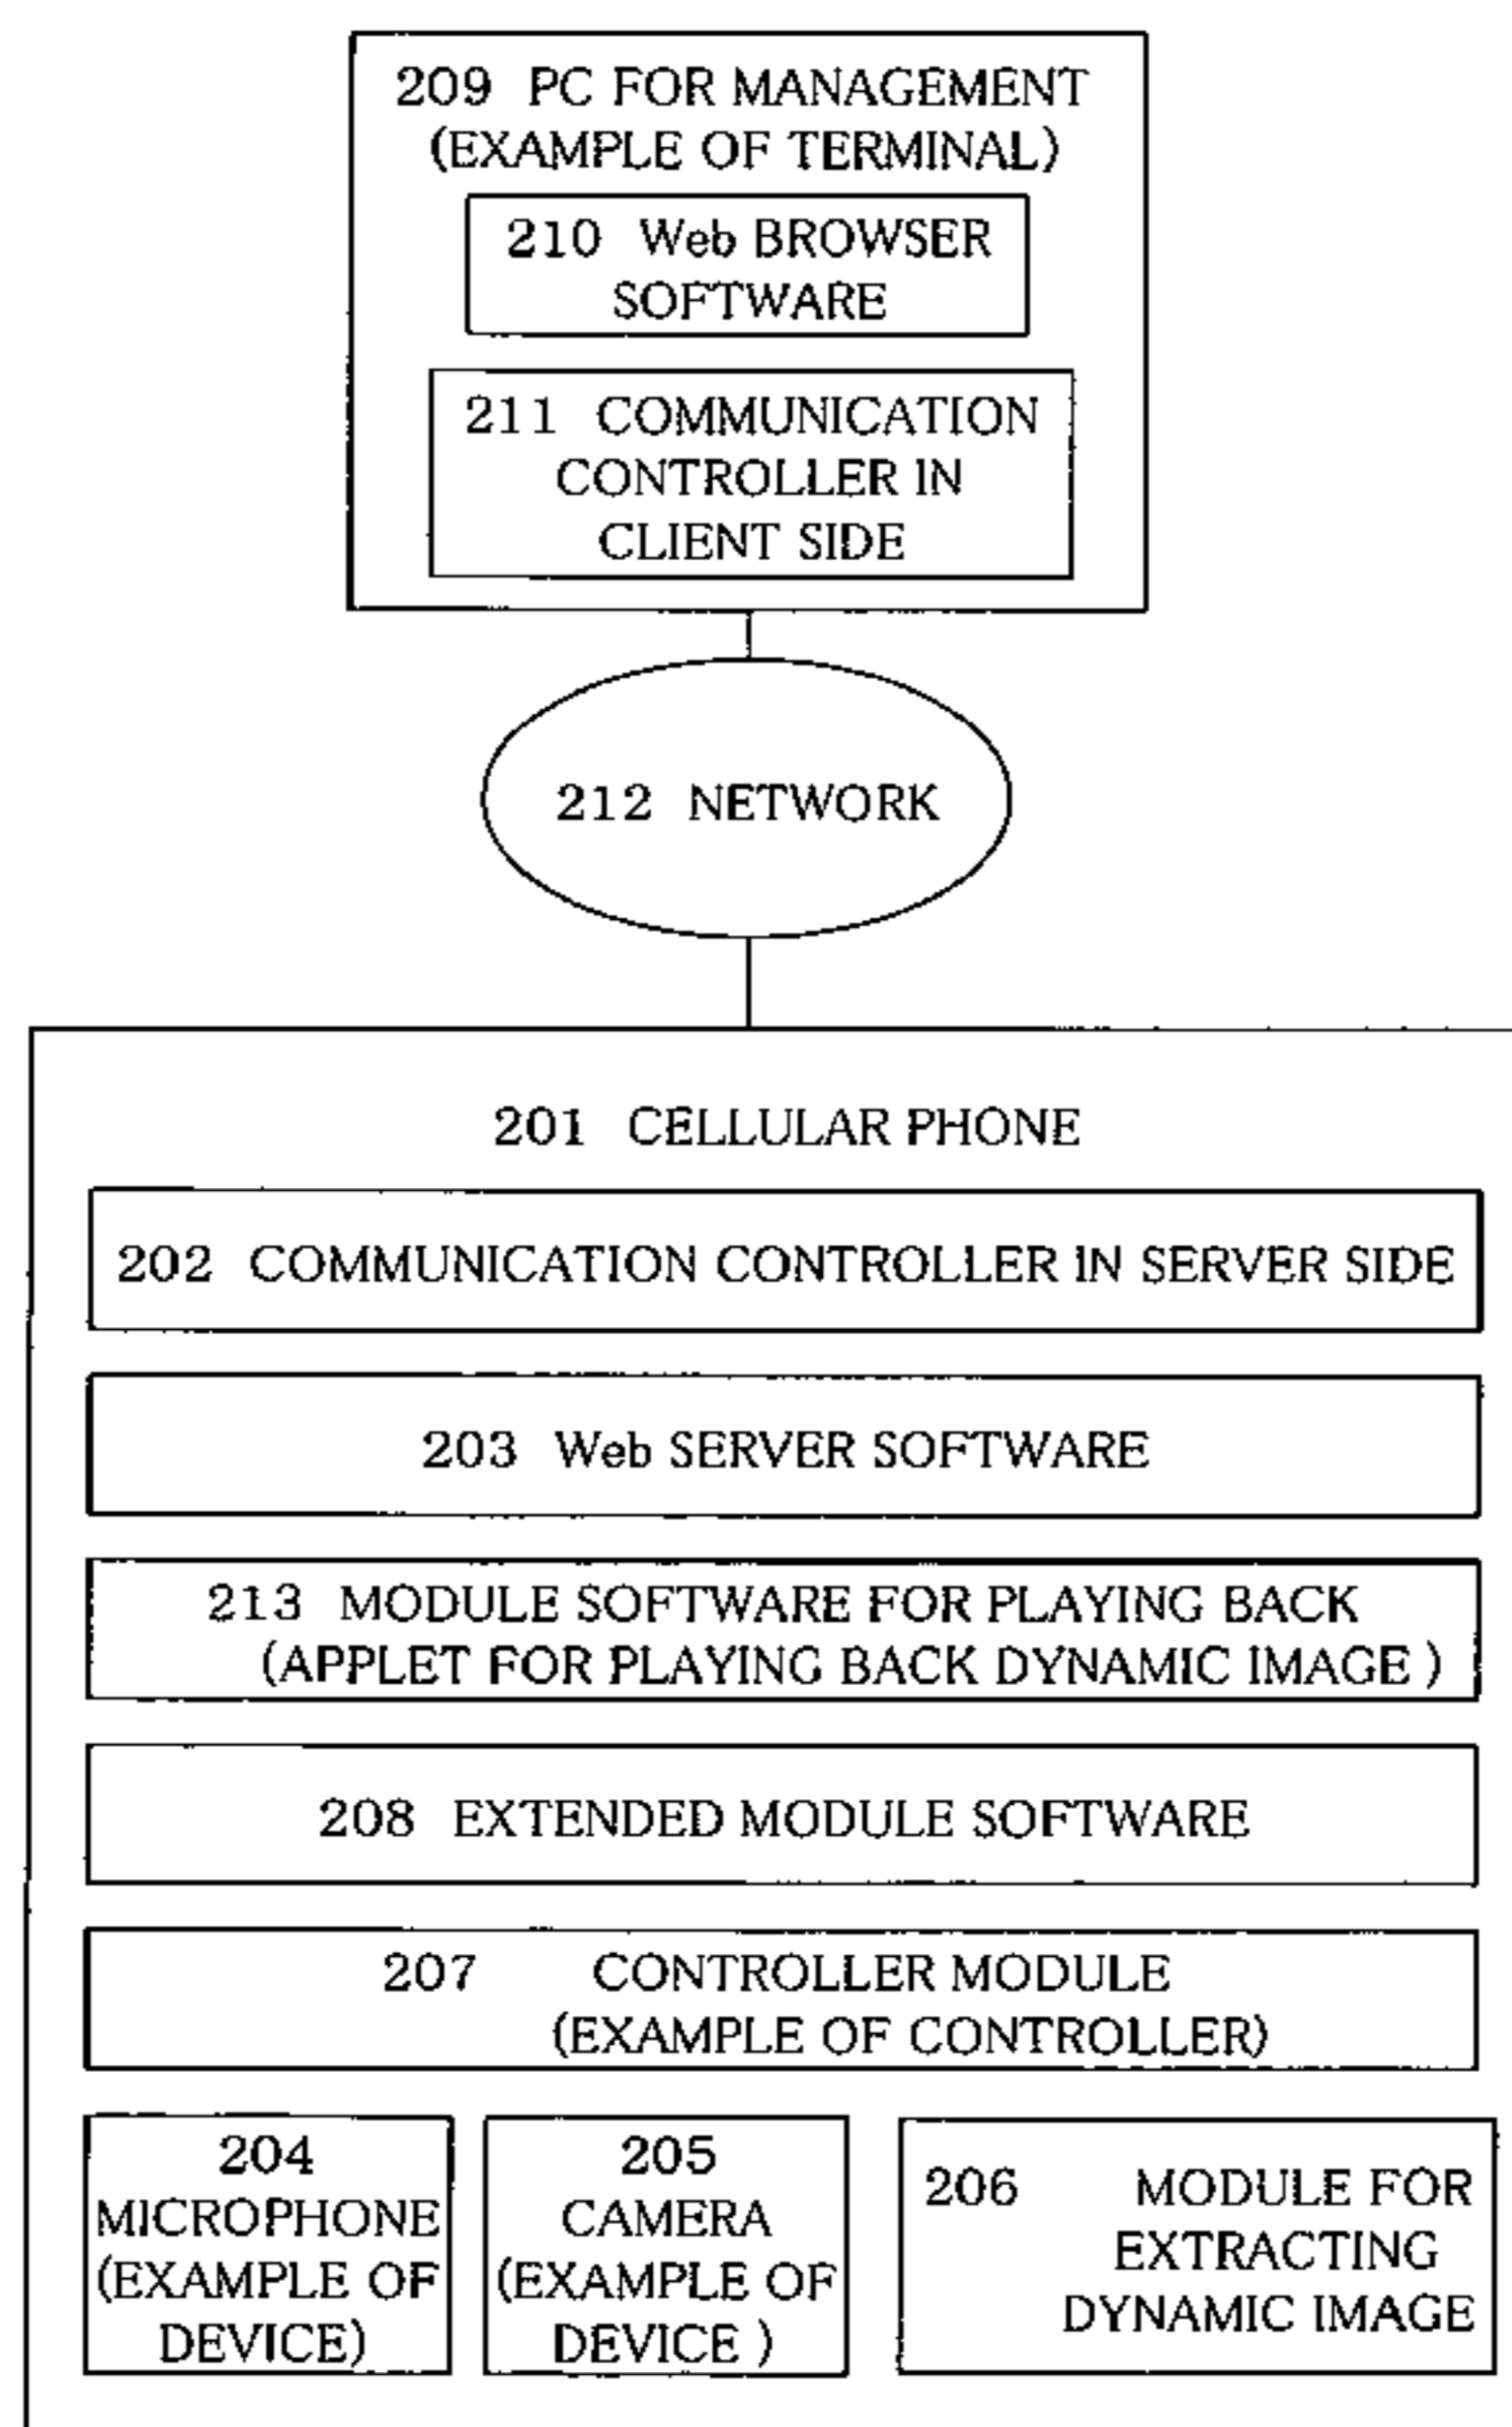 209 PC FOR MANAGEMENT
(EXAMPLE OF TERMINAL)
210 Web BROWSER
SOFTWARE
211 COMMUNICATION
CONTROLLER IN
CLIENT SIDE
212 NETWORK
201 CELLULAR PHONE
202 COMMUNICATION CONTROLLER IN SERVER SIDE
203 Web SERVER SOFTWARE
213 MODULE SOFTWARE FOR PLAYING BACK
(APPLET FOR PLAYING BACK DYNAMIC IMAGE )
208 EXTENDED MODULE SOFTWARE
207 CONTROLLER MODULE
(EXAMPLE OF CONTROLLER)
204
MICROPHONE
(EXAMPLE OF
DEVICE)
205
CAMERA
(EXAMPLE OF
DEVICE )
206 MODULE FOR
EXTRACTING
DYNAMIC IMAGE